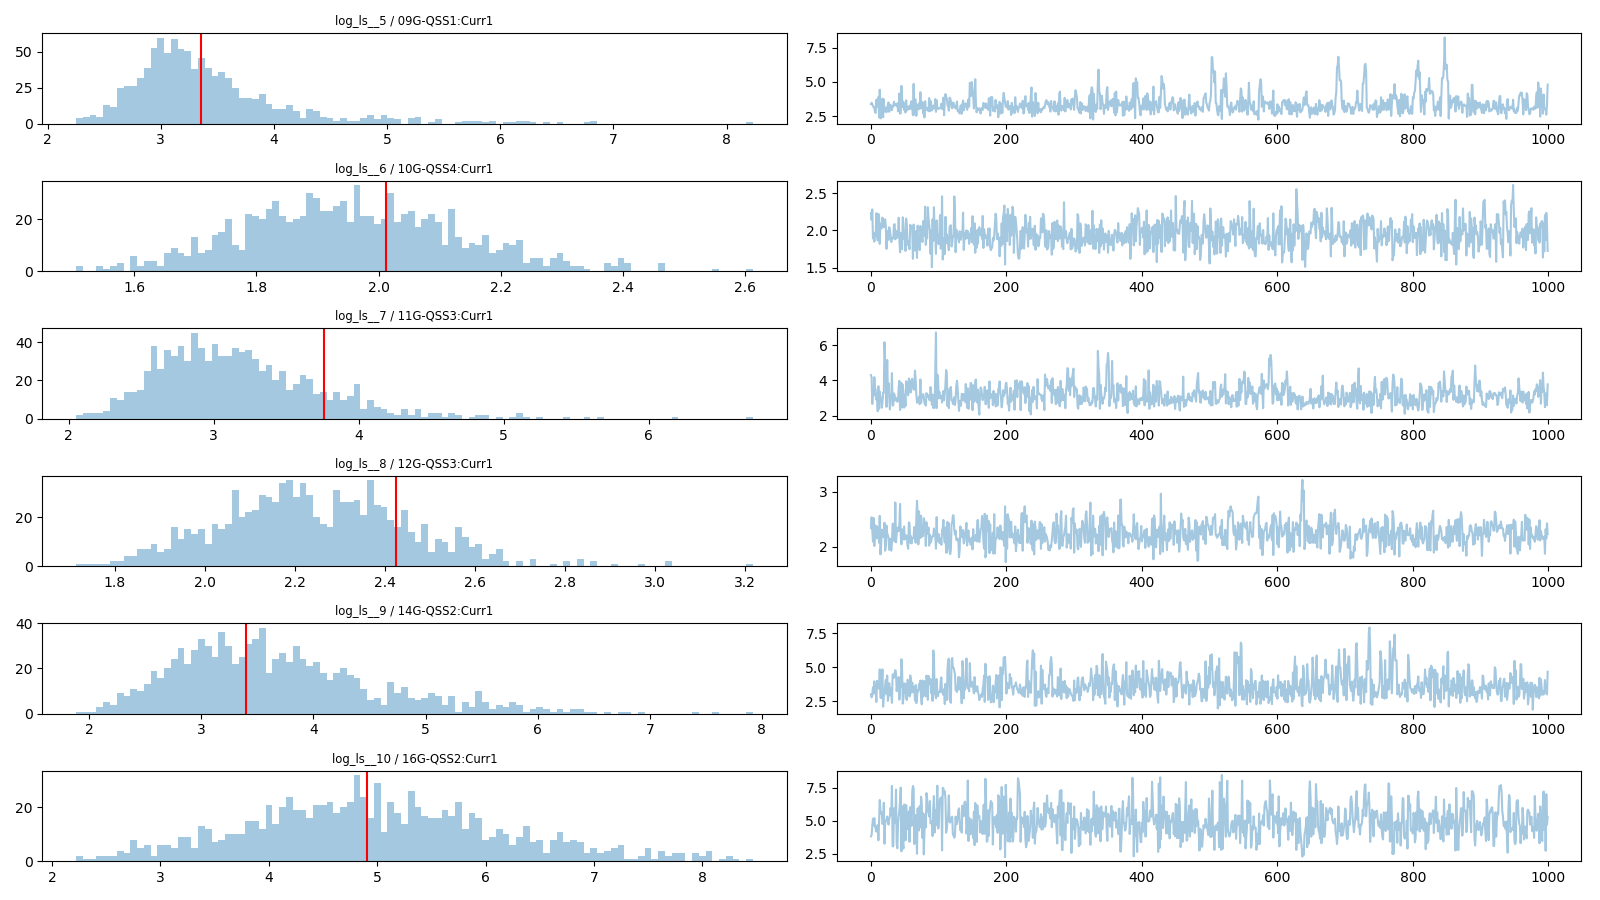 log_ls__5 / 09G-QSS1:Curr1
50
25
0
2 3 4 5 6 7 8
7.5
5.0
2.5
0 200 400 600 800 1000
log_ls__6 / 10G-QSS4:Curr1
20
0
1.6 1.8 2.0 2.2 2.4 2.6
2.5
2.0
1.5
0 200 400 600 800 1000
log_ls__7 / 11G-QSS3:Curr1
40
20
0
2 3 4 5 6
6
4
2
0 200 400 600 800 1000
log_ls__8 / 12G-QSS3:Curr1
20
0
1.8 2.0 2.2 2.4 2.6 2.8 3.0 3.2
3
2
0 200 400 600 800 1000
log_ls__9 / 14G-QSS2:Curr1
40
20
0
2 3 4 5 6 7 8
7.5
5.0
2.5
0 200 400 600 800 1000
log_ls__10 / 16G-QSS2:Curr1
20
0
2 3 4 5 6 7 8
7.5
5.0
2.5
0 200 400 600 800 1000